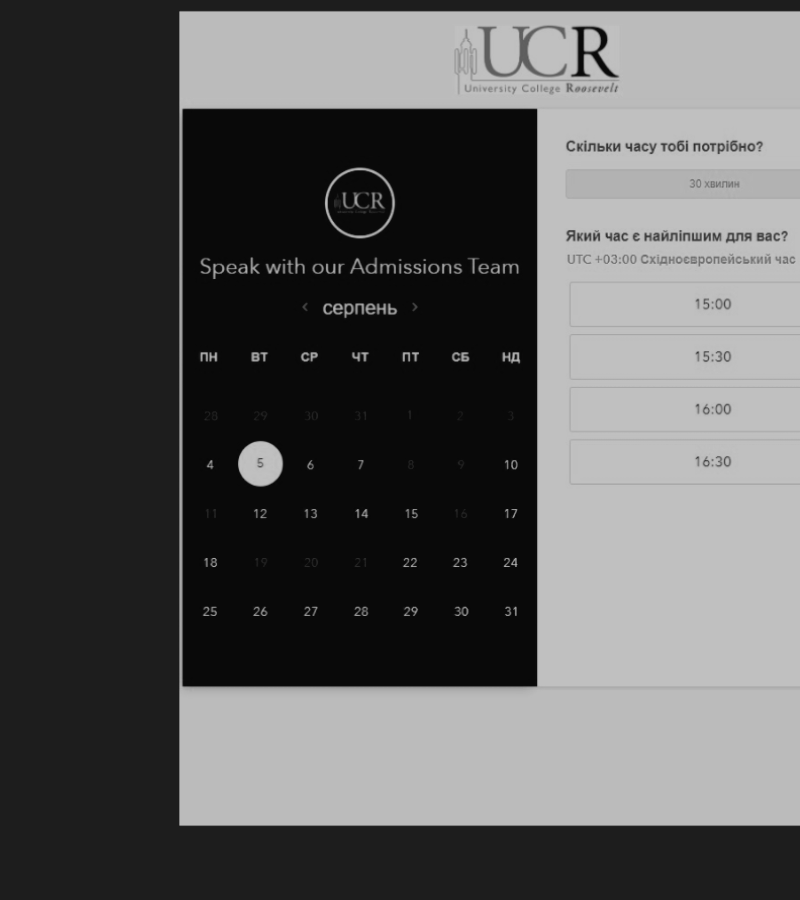 UCR
University College Roosevelt
UCR
Speak with our Admissions Team
‹ серпень ›
ПН ВТ СР ЧТ ПТ СБ НД
28 29 30 31 1 2 3
4 5 6 7 8 9 10
11 12 13 14 15 16 17
18 19 20 21 22 23 24
25 26 27 28 29 30 31
Скільки часу тобі потрібно?
30 хвилин
Який час є найліпшим для вас?
UTC +03:00 Східноєвропейський час
15:00
15:30
16:00
16:30